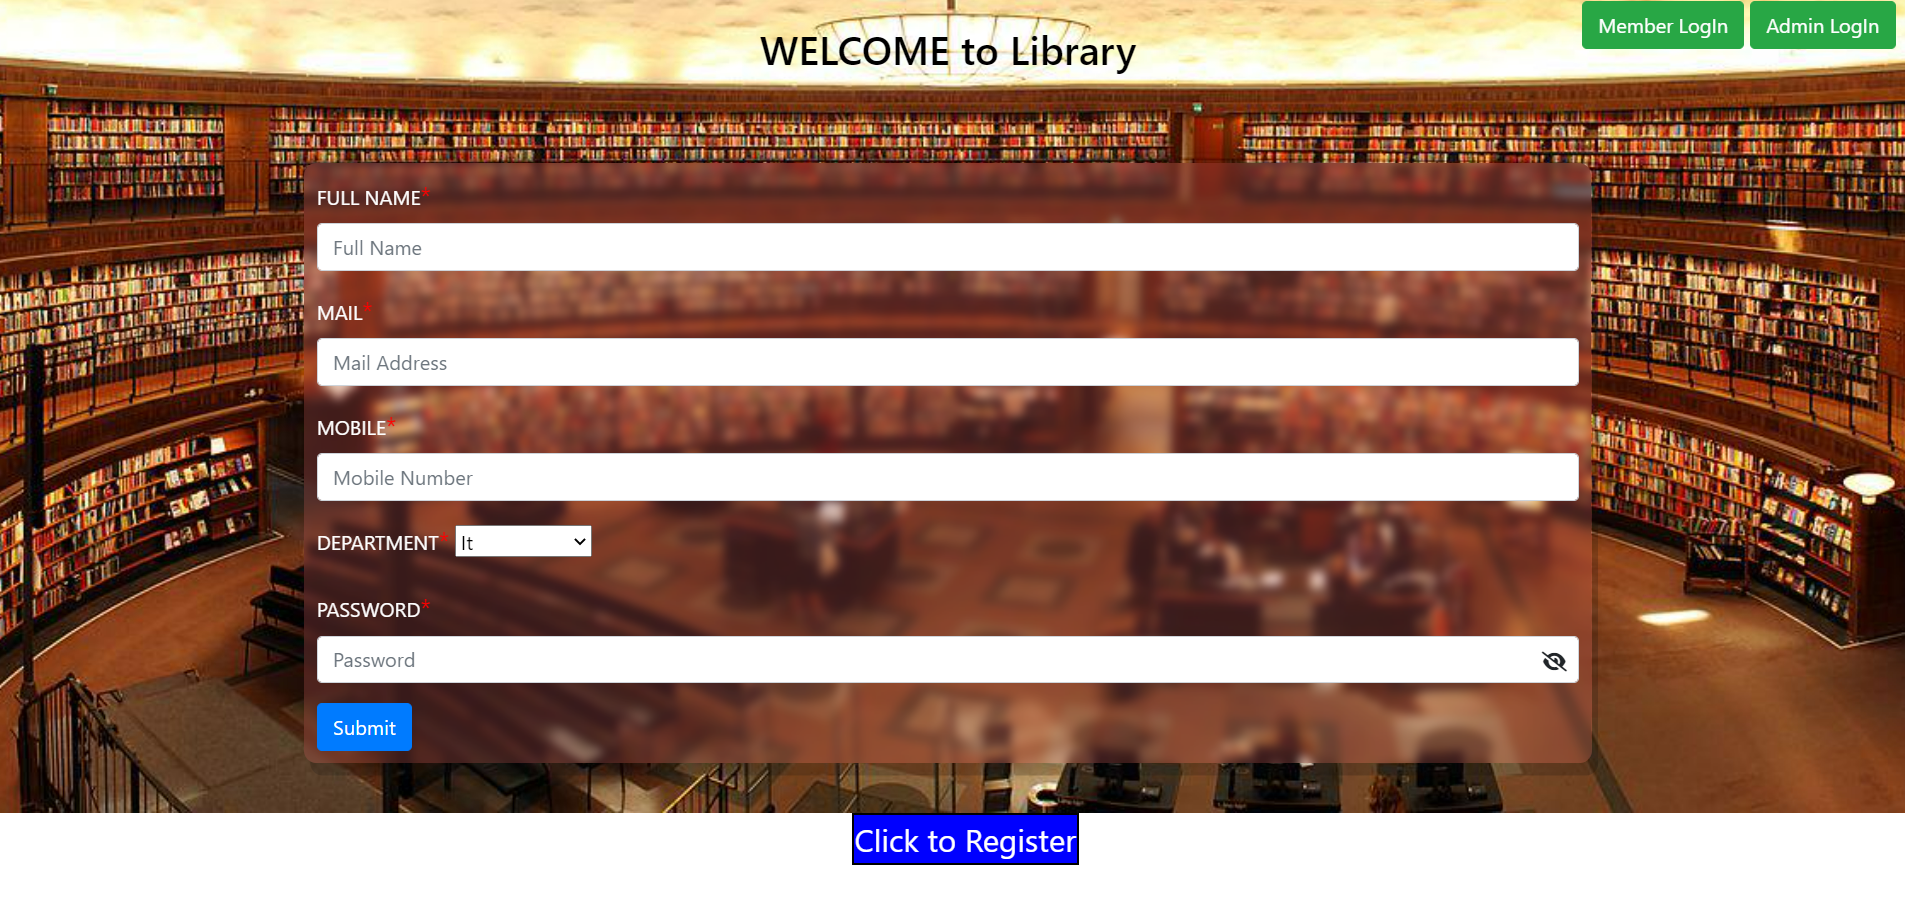 Member LogIn Admin LogIn
WELCOME to Library
FULL NAME*
Full Name
MAIL*
Mail Address
MOBILE*
Mobile Number
DEPARTMENT* It
PASSWORD*
Password
Submit
Click to Register